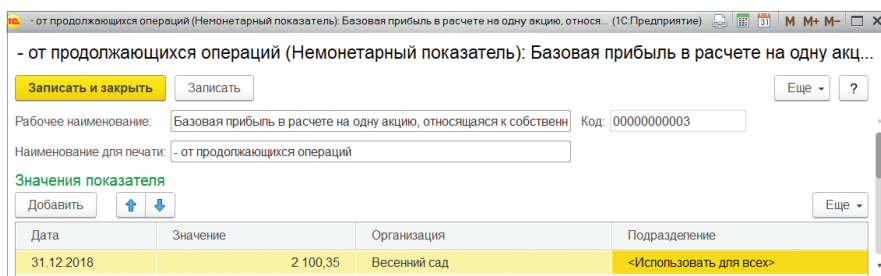 - от продолжающихся операций (Немонетарный показатель): Базовая прибыль в расчете на одну акцию, относя... (1С:Предприятие) 31 M M+ M-
- от продолжающихся операций (Немонетарный показатель): Базовая прибыль в расчете на одну акц...
Записать и закрыть Записать Еще ?
Рабочее наименование: Базовая прибыль в расчете на одну акцию, относящаяся к собственн Код: 00000000003
Наименование для печати: - от продолжающихся операций
Значения показателя
Добавить Еще
Дата Значение Организация Подразделение
31.12.2018 2 100,35 Весенний сад <Использовать для всех>